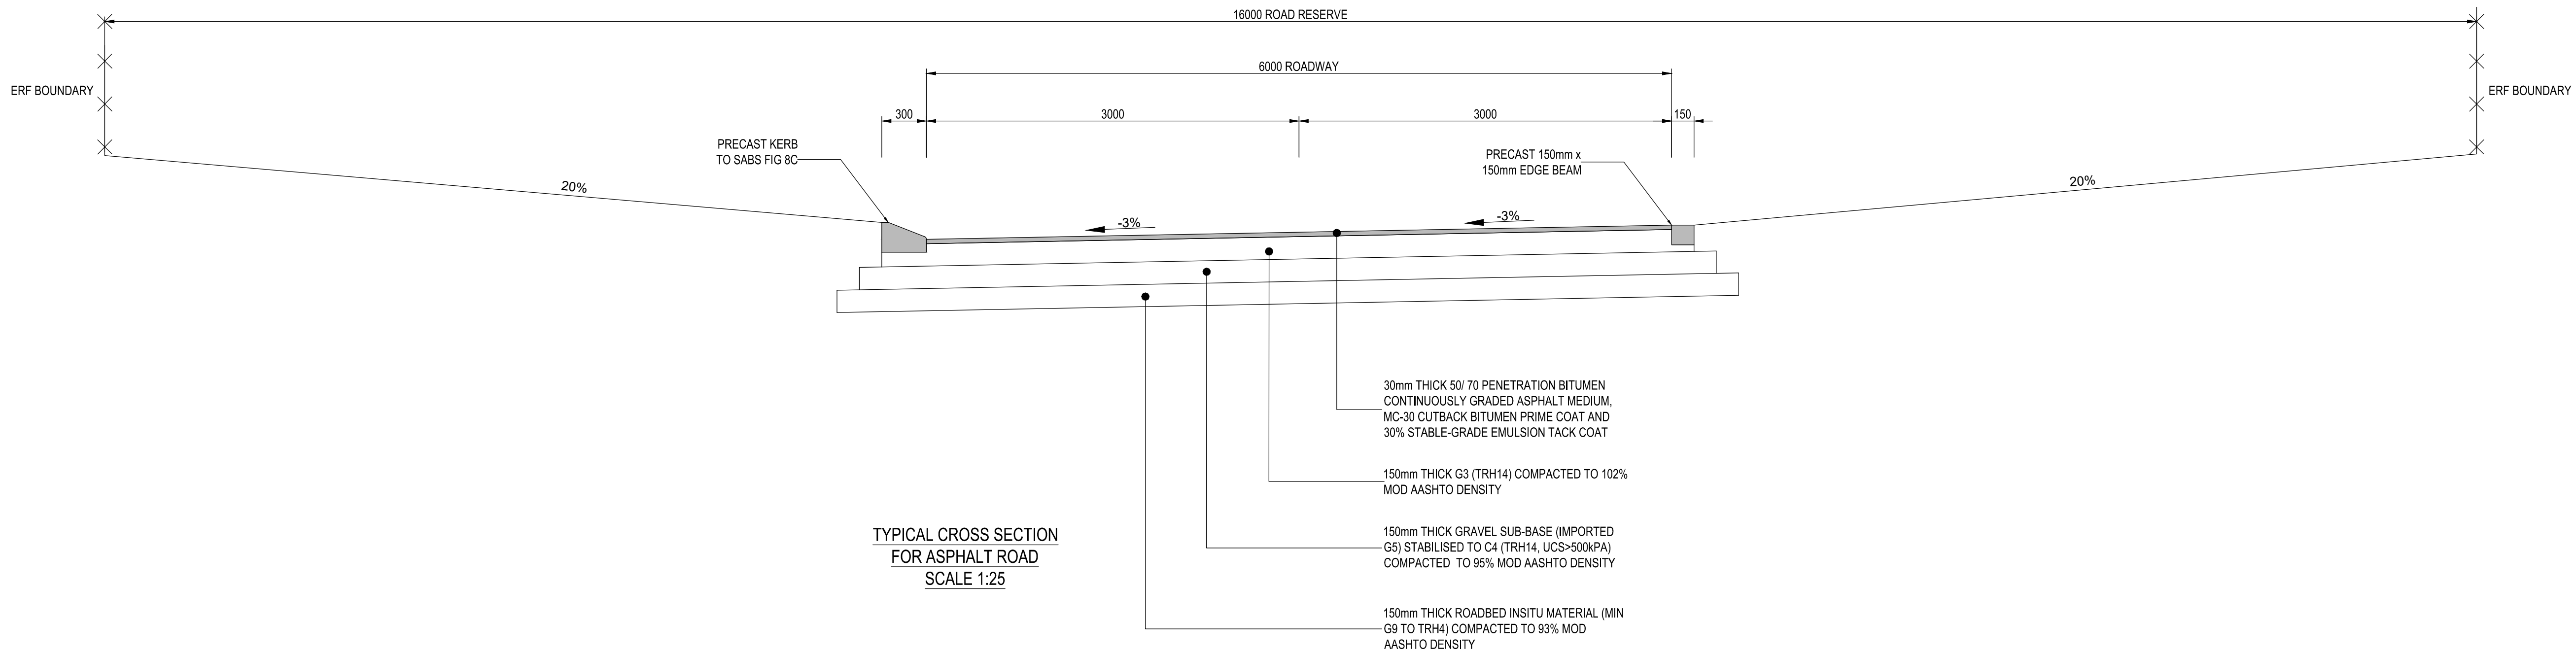 16000 ROAD RESERVE
6000 ROADWAY
ERF BOUNDARY
ERF BOUNDARY
300
3000
3000
150
PRECAST KERB
TO SABS FIG 8C
PRECAST 150mm x
150mm EDGE BEAM
20%
20%
-3%
-3%
30mm THICK 50/ 70 PENETRATION BITUMEN
CONTINUOUSLY GRADED ASPHALT MEDIUM,
MC-30 CUTBACK BITUMEN PRIME COAT AND
30% STABLE-GRADE EMULSION TACK COAT
150mm THICK G3 (TRH14) COMPACTED TO 102%
MOD AASHTO DENSITY
TYPICAL CROSS SECTION
FOR ASPHALT ROAD
SCALE 1:25
150mm THICK GRAVEL SUB-BASE (IMPORTED
G5) STABILISED TO C4 (TRH14, UCS>500kPA)
COMPACTED  TO 95% MOD AASHTO DENSITY
150mm THICK ROADBED INSITU MATERIAL (MIN
G9 TO TRH4) COMPACTED TO 93% MOD
AASHTO DENSITY